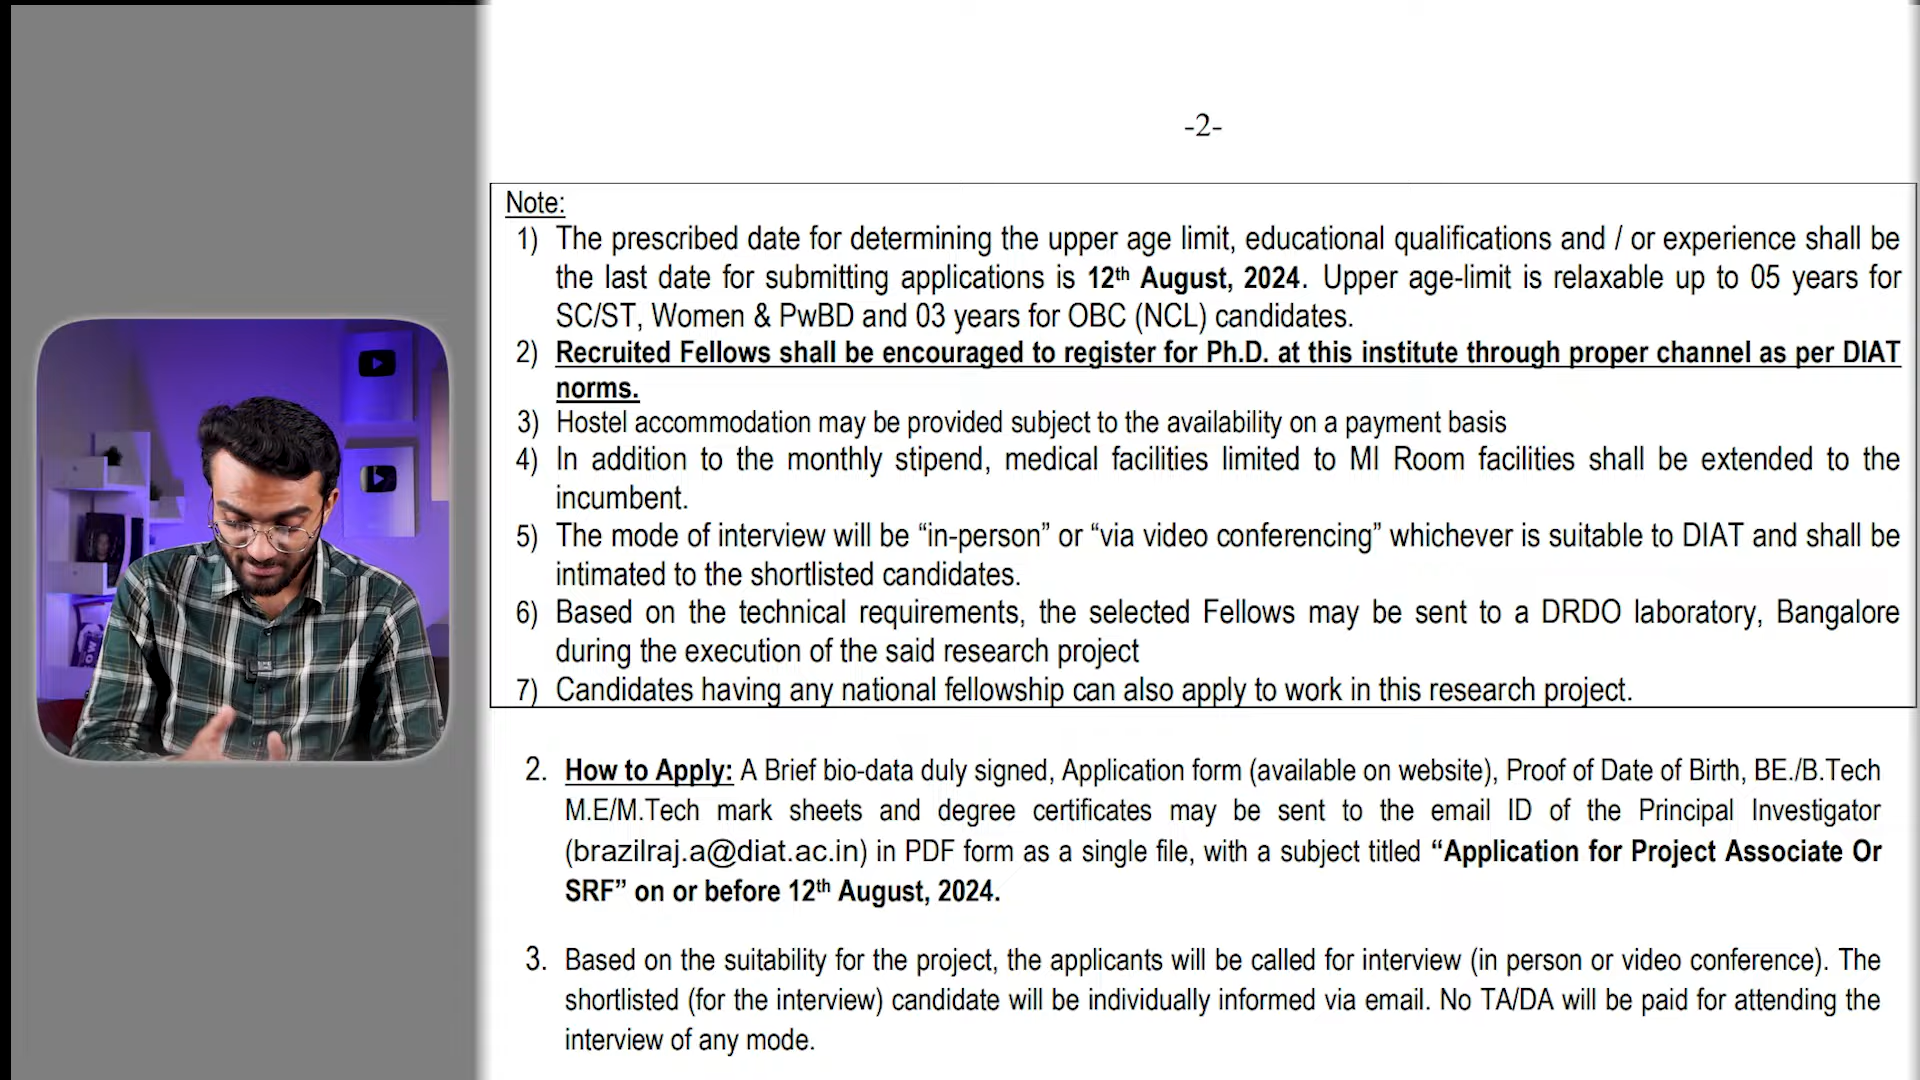 -2-
Note:
1) The prescribed date for determining the upper age limit, educational qualifications and / or experience shall be
the last date for submitting applications is 12th August, 2024. Upper age-limit is relaxable up to 05 years for
SC/ST, Women & PwBD and 03 years for OBC (NCL) candidates.
2) Recruited Fellows shall be encouraged to register for Ph.D. at this institute through proper channel as per DIAT
norms.
3) Hostel accommodation may be provided subject to the availability on a payment basis
4) In addition to the monthly stipend, medical facilities limited to MI Room facilities shall be extended to the
incumbent.
5) The mode of interview will be “in-person” or “via video conferencing” whichever is suitable to DIAT and shall be
intimated to the shortlisted candidates.
6) Based on the technical requirements, the selected Fellows may be sent to a DRDO laboratory, Bangalore
during the execution of the said research project
7) Candidates having any national fellowship can also apply to work in this research project.
2. How to Apply: A Brief bio-data duly signed, Application form (available on website), Proof of Date of Birth, BE./B.Tech
M.E/M.Tech mark sheets and degree certificates may be sent to the email ID of the Principal Investigator
(brazilraj.a@diat.ac.in) in PDF form as a single file, with a subject titled “Application for Project Associate Or
SRF” on or before 12th August, 2024.
3. Based on the suitability for the project, the applicants will be called for interview (in person or video conference). The
shortlisted (for the interview) candidate will be individually informed via email. No TA/DA will be paid for attending the
interview of any mode.